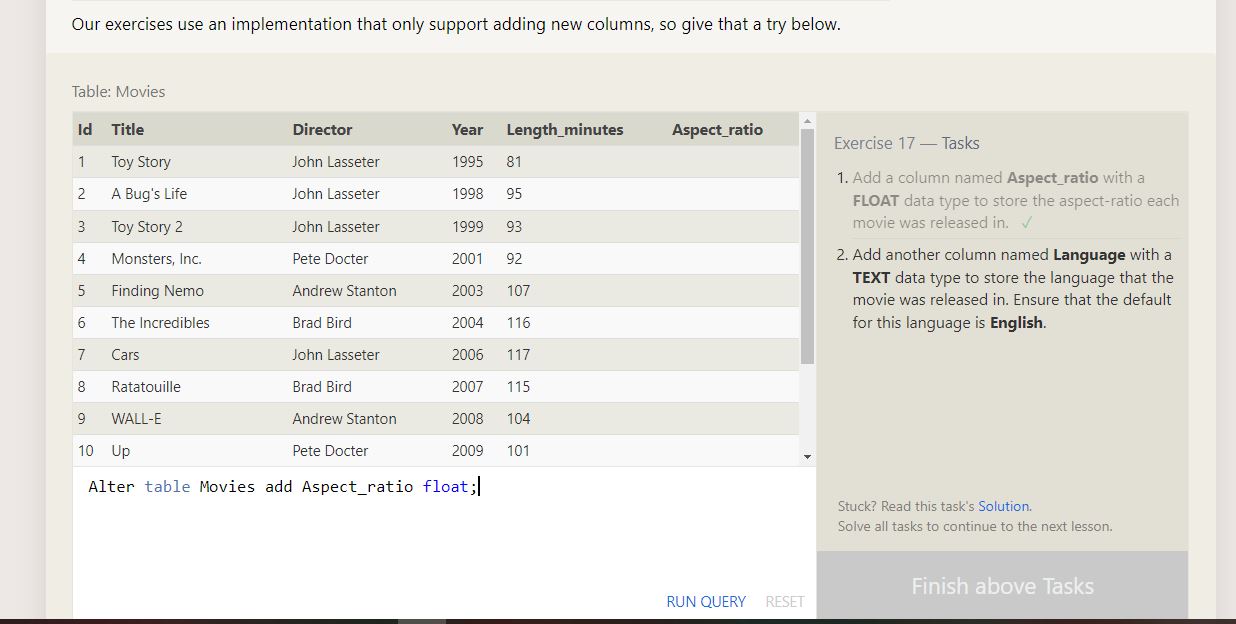 Our exercises use an implementation that only support adding new columns, so give that a try below.
Table: Movies
Id Title Director Year Length_minutes Aspect_ratio
1 Toy Story John Lasseter 1995 81
2 A Bug's Life John Lasseter 1998 95
3 Toy Story 2 John Lasseter 1999 93
4 Monsters, Inc. Pete Docter 2001 92
5 Finding Nemo Andrew Stanton 2003 107
6 The Incredibles Brad Bird 2004 116
7 Cars John Lasseter 2006 117
8 Ratatouille Brad Bird 2007 115
9 WALL-E Andrew Stanton 2008 104
10 Up Pete Docter 2009 101
Alter table Movies add Aspect_ratio float;
RUN QUERY RESET
Exercise 17 — Tasks
1. Add a column named Aspect_ratio with a
FLOAT data type to store the aspect-ratio each
movie was released in. ✓
2. Add another column named Language with a
TEXT data type to store the language that the
movie was released in. Ensure that the default
for this language is English.
Stuck? Read this task's Solution.
Solve all tasks to continue to the next lesson.
Finish above Tasks